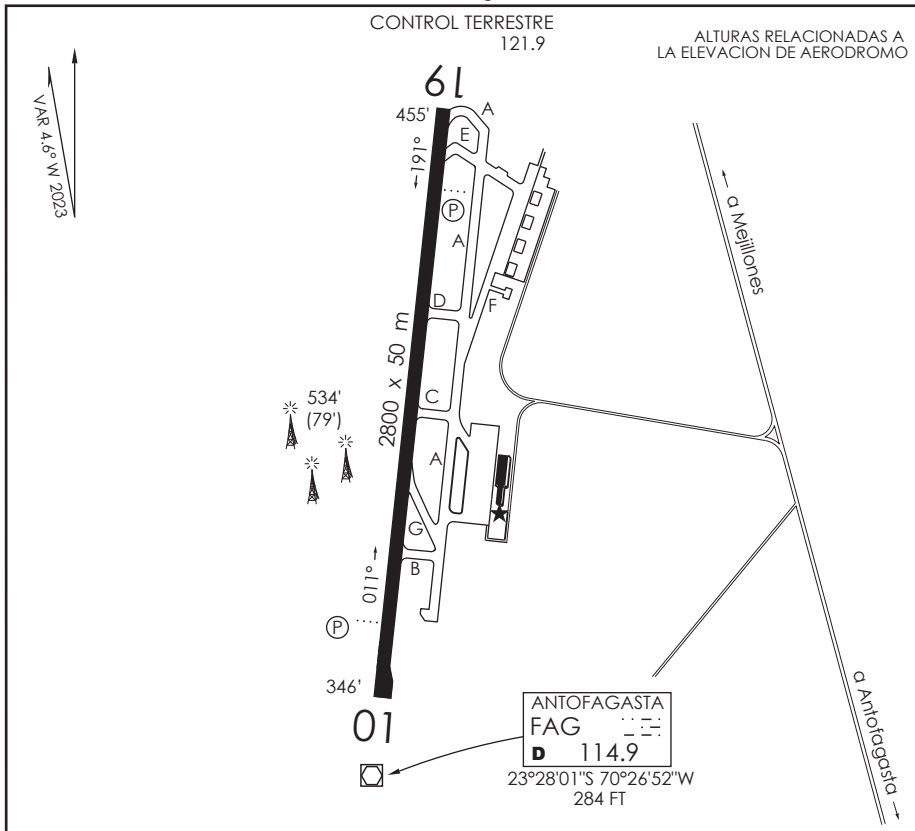 CONTROL TERRESTRE
121.9
ALTURAS RELACIONADAS A
LA ELEVACION DE AERODROMO
VAR 4.6° W 2023
19
455'
A
E
←191°
P
A
a Mejillones →
D
F
2800 x 50 m
534'
(79')
C
A
G
B
011° →
P
346'
01
ANTOFAGASTA
FAG
D 114.9
23°28'01"S 70°26'52"W
284 FT
a Antofagasta →